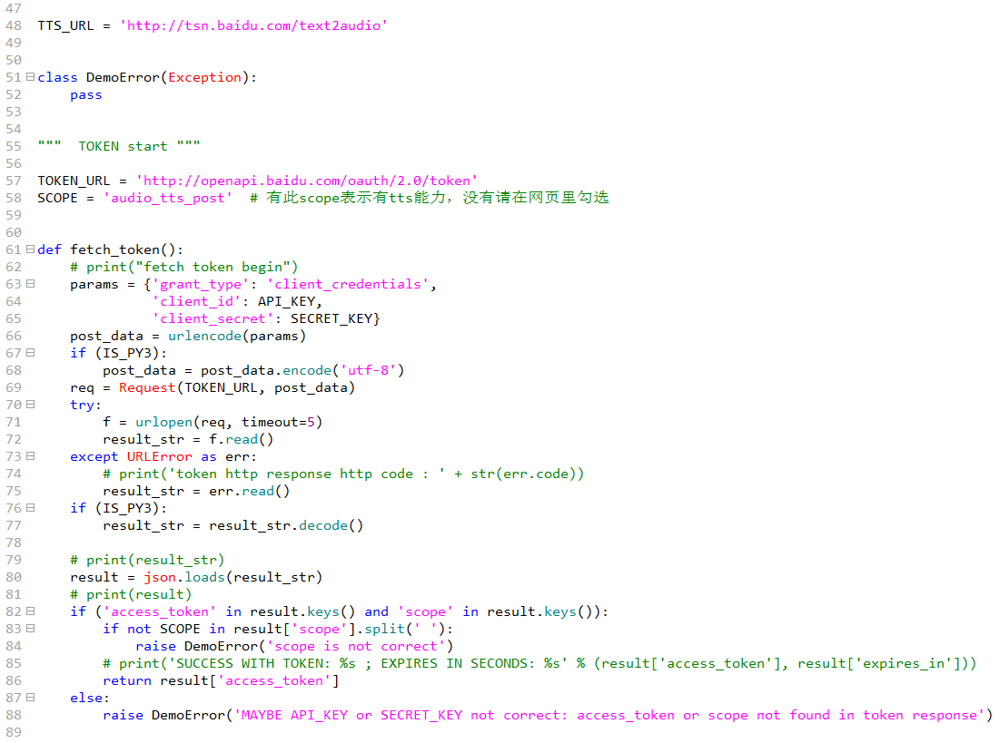 47
48 TTS_URL = 'http://tsn.baidu.com/text2audio'
49
50
51 class DemoError(Exception):
52     pass
53
54
55 """  TOKEN start """
56
57 TOKEN_URL = 'http://openapi.baidu.com/oauth/2.0/token'
58 SCOPE = 'audio_tts_post'  # 有此scope表示有tts能力，没有请在网页里勾选
59
60
61 def fetch_token():
62     # print("fetch token begin")
63     params = {'grant_type': 'client_credentials',
64               'client_id': API_KEY,
65               'client_secret': SECRET_KEY}
66     post_data = urlencode(params)
67     if (IS_PY3):
68         post_data = post_data.encode('utf-8')
69     req = Request(TOKEN_URL, post_data)
70     try:
71         f = urlopen(req, timeout=5)
72         result_str = f.read()
73     except URLError as err:
74         # print('token http response http code : ' + str(err.code))
75         result_str = err.read()
76     if (IS_PY3):
77         result_str = result_str.decode()
78
79     # print(result_str)
80     result = json.loads(result_str)
81     # print(result)
82     if ('access_token' in result.keys() and 'scope' in result.keys()):
83         if not SCOPE in result['scope'].split(' '):
84             raise DemoError('scope is not correct')
85         # print('SUCCESS WITH TOKEN: %s ; EXPIRES IN SECONDS: %s' % (result['access_token'], result['expires_in']))
86         return result['access_token']
87     else:
88         raise DemoError('MAYBE API_KEY or SECRET_KEY not correct: access_token or scope not found in token response')
89